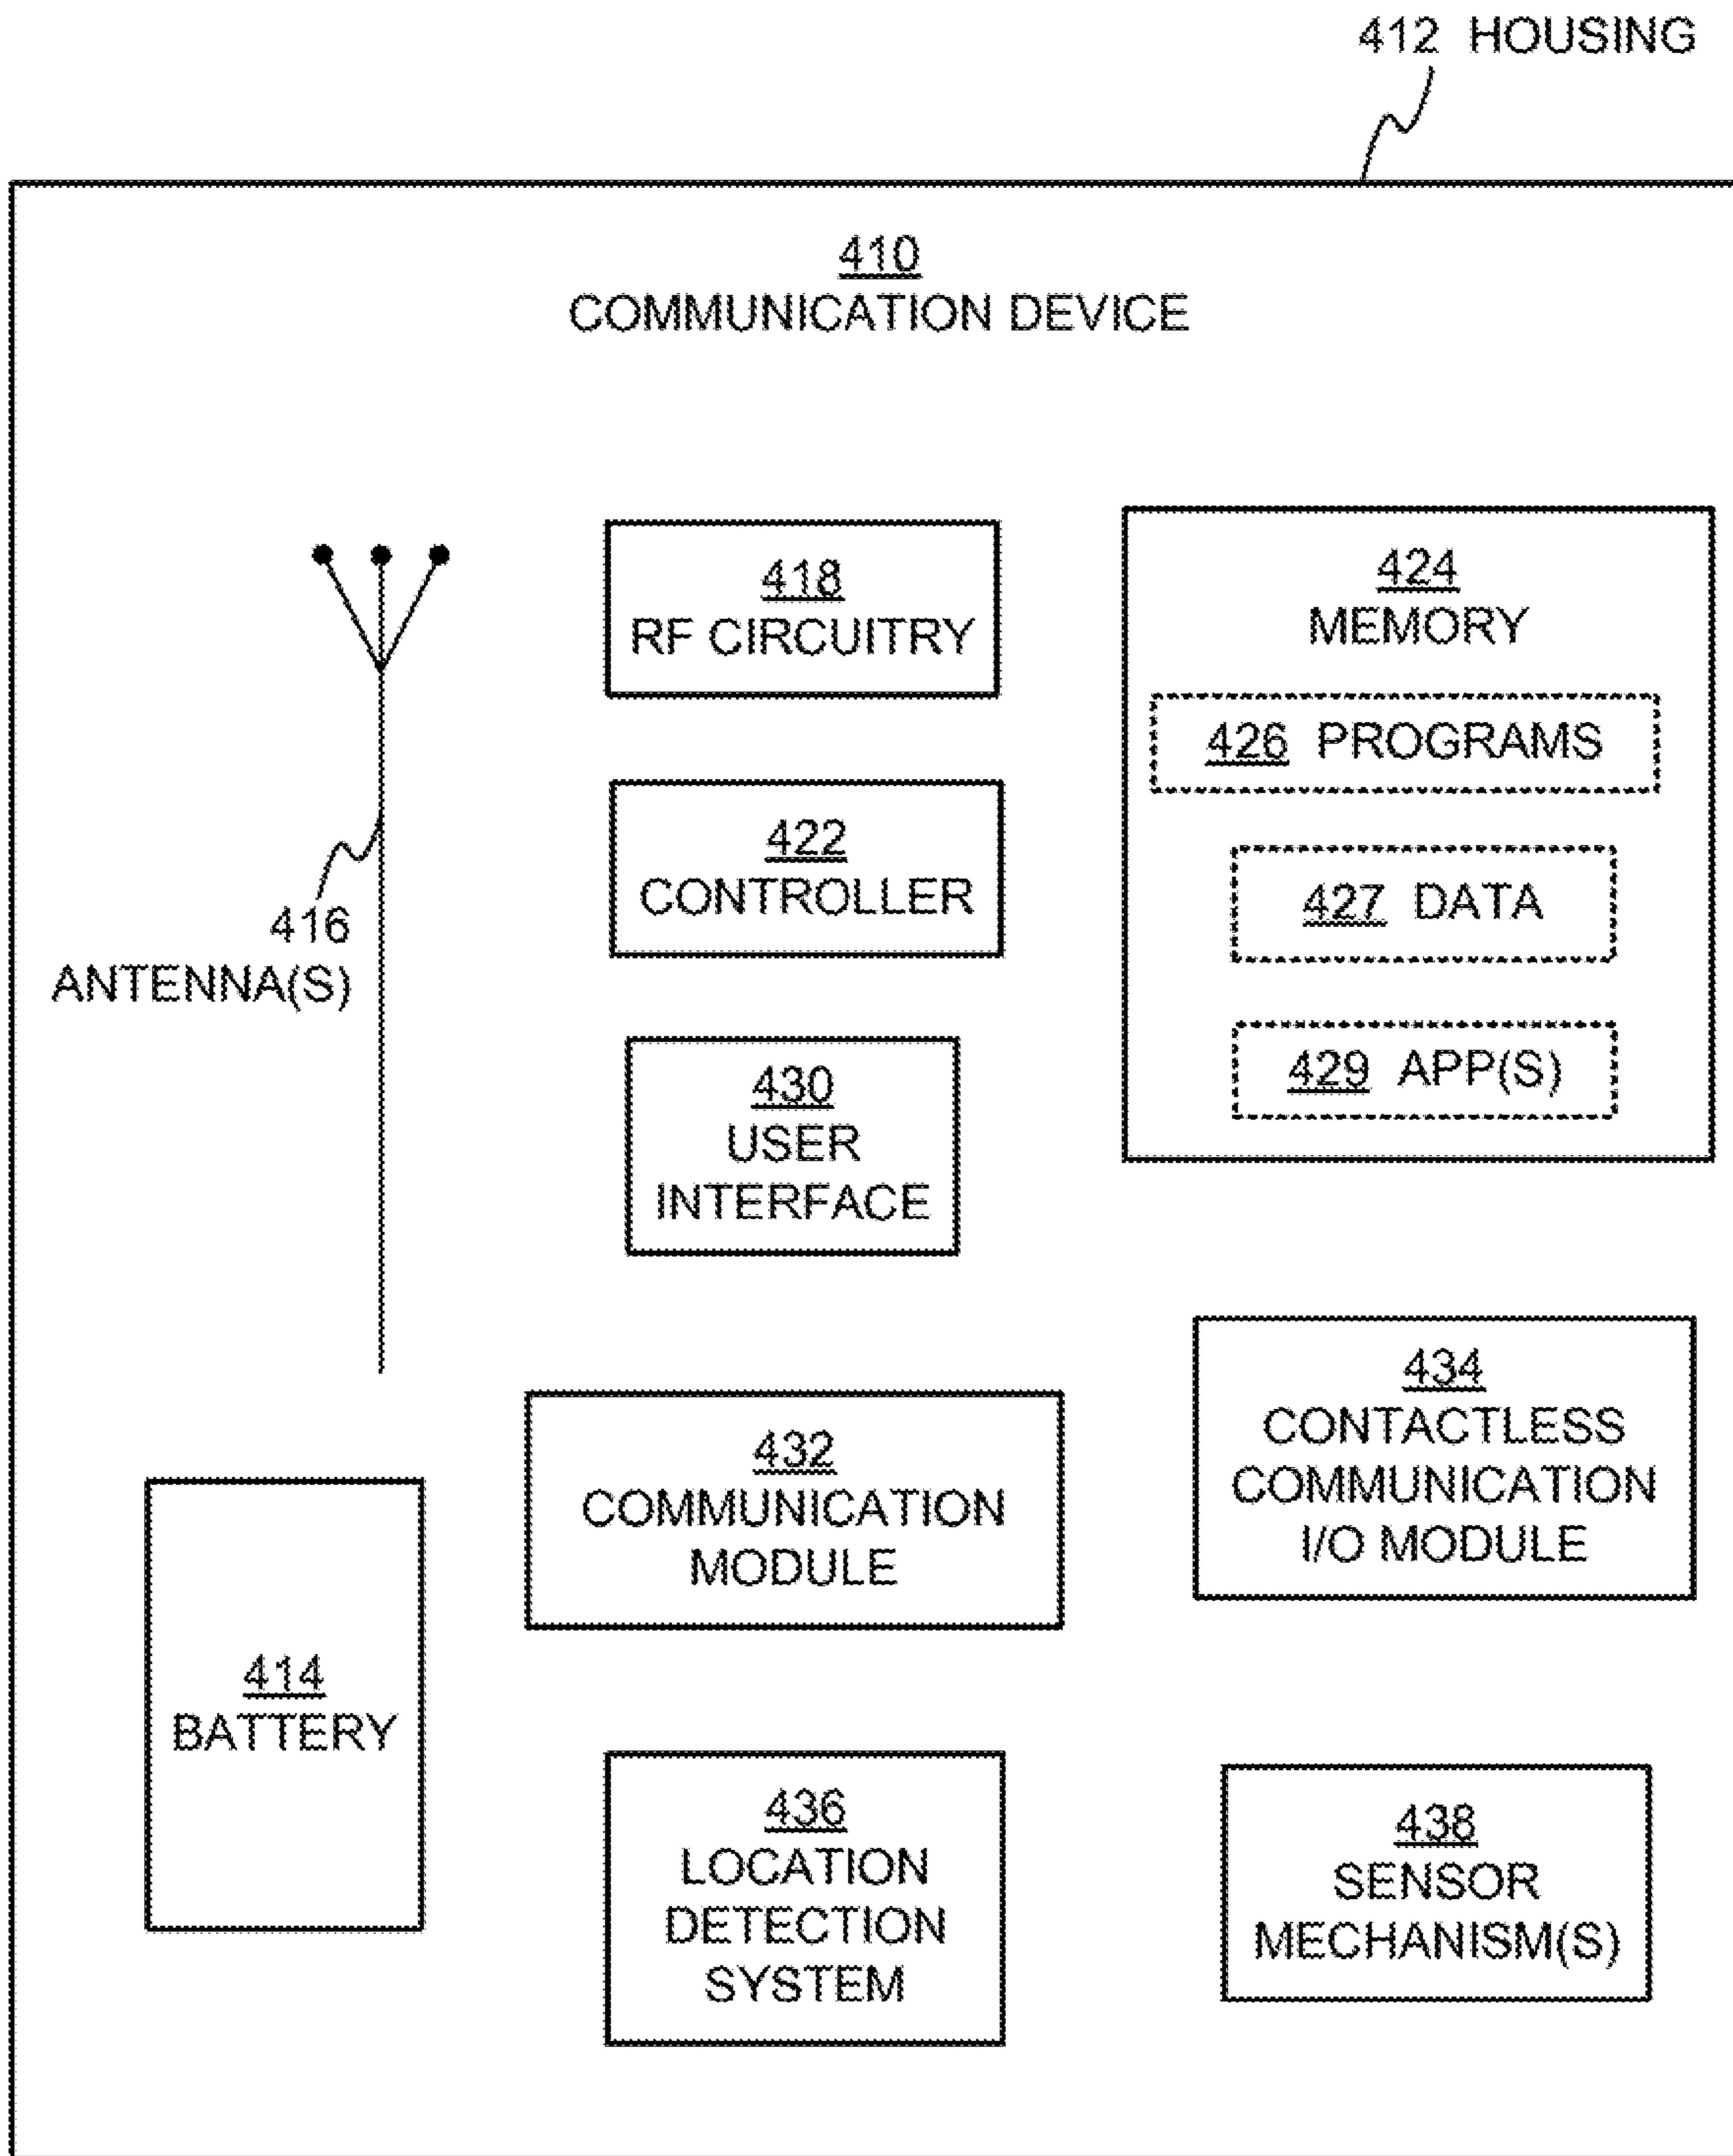 412 HOUSING
410
COMMUNICATION DEVICE
416
ANTENNA(S)
418
RF CIRCUITRY
422
CONTROLLER
430
USER
INTERFACE
424
MEMORY
426 PROGRAMS
427 DATA
429 APP(S)
432
COMMUNICATION
MODULE
434
CONTACTLESS
COMMUNICATION
I/O MODULE
414
BATTERY
436
LOCATION
DETECTION
SYSTEM
438
SENSOR
MECHANISM(S)